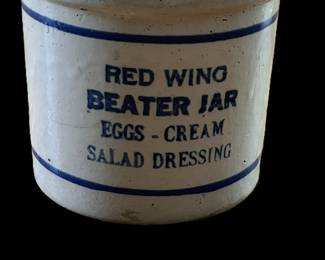 RED WING
BEATER JAR
EGGS - CREAM
SALAD DRESSING